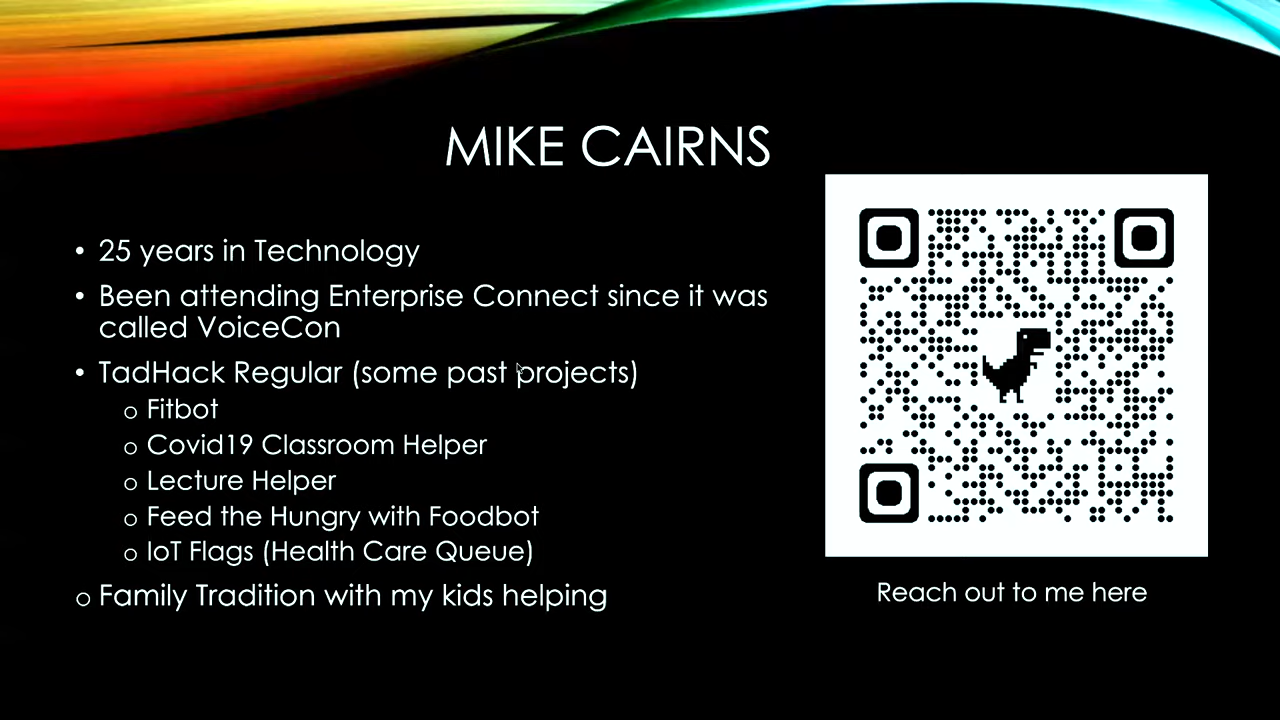 MIKE CAIRNS
• 25 years in Technology
• Been attending Enterprise Connect since it was
called VoiceCon
• TadHack Regular (some past projects)
o Fitbot
o Covid19 Classroom Helper
o Lecture Helper
o Feed the Hungry with Foodbot
o IoT Flags (Health Care Queue)
o Family Tradition with my kids helping
Reach out to me here